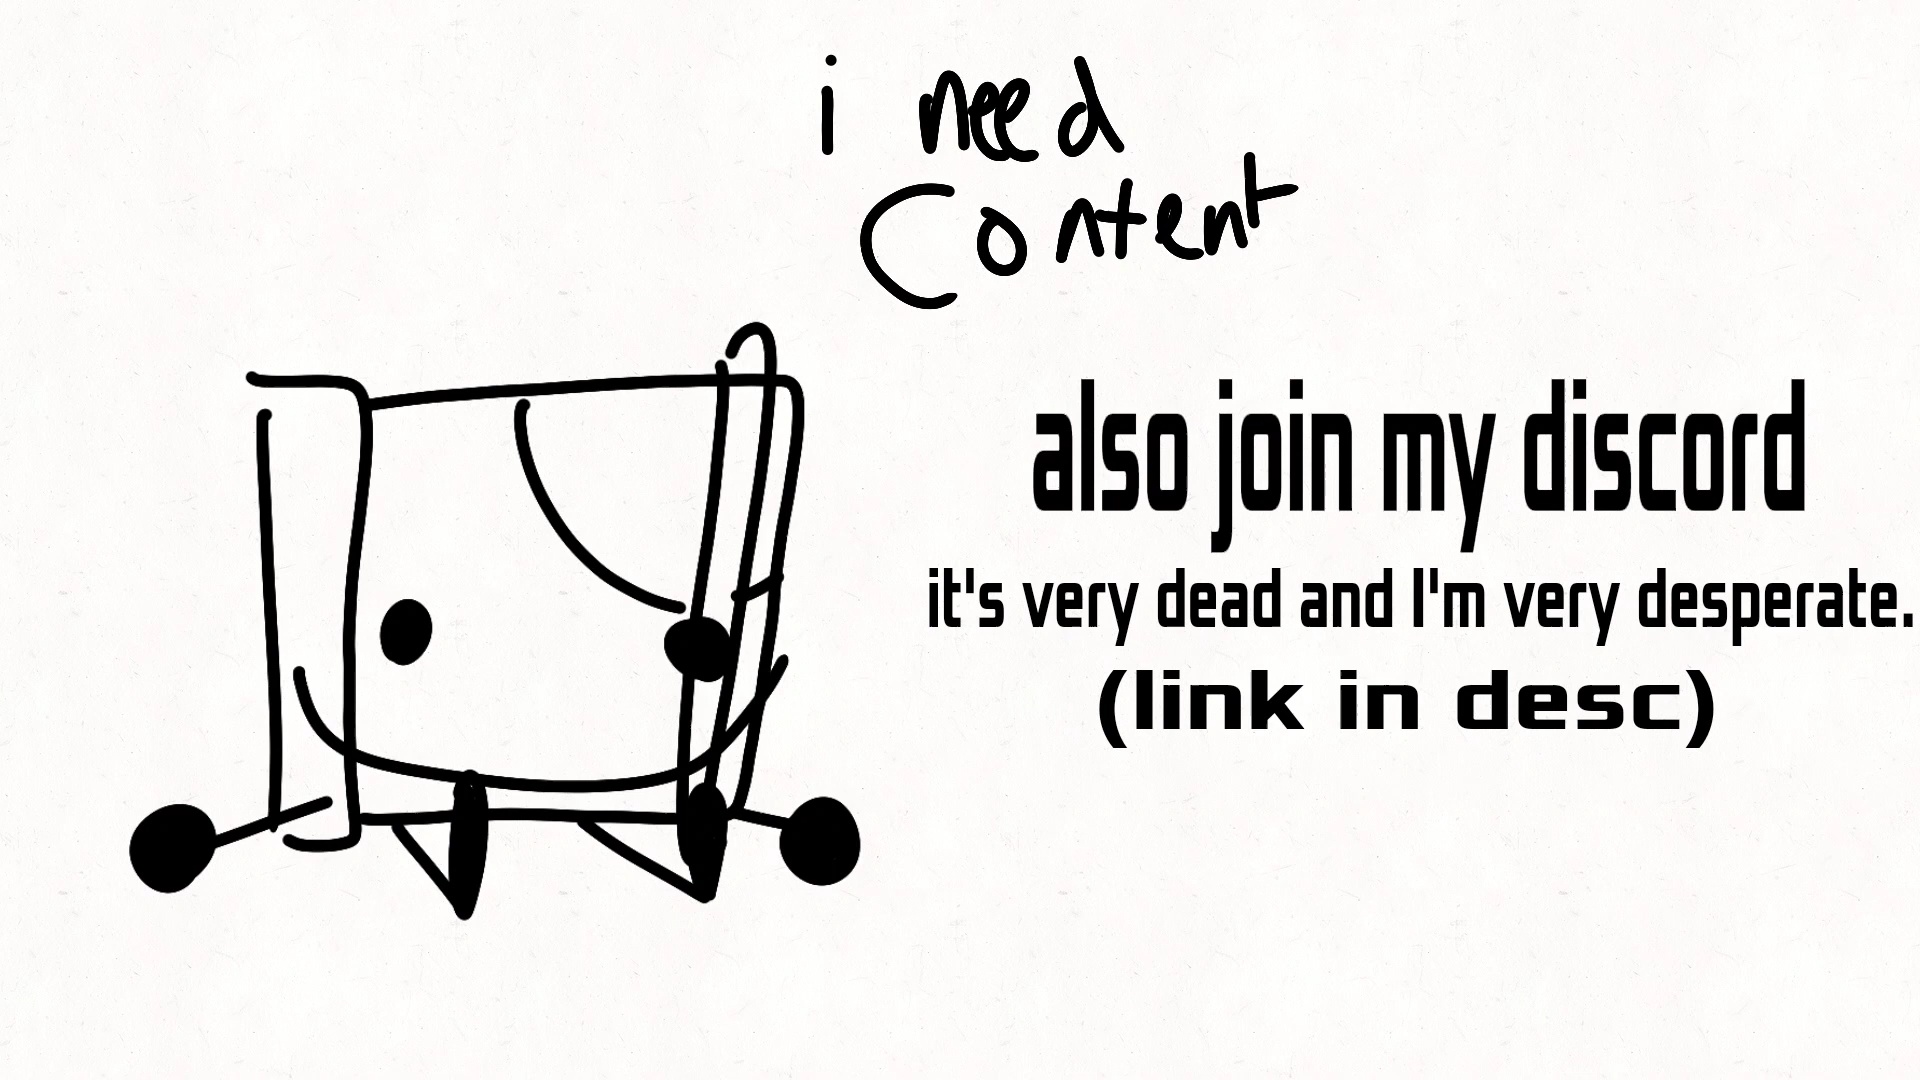 i need
Content
also join my discord
it's very dead and I'm very desperate.
(link in desc)